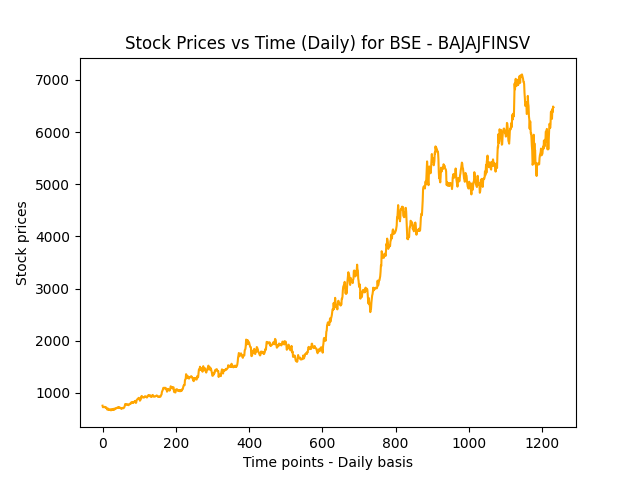 Stock Prices vs Time (Daily) for BSE - BAJAJFINSV
7000
6000
5000
4000
3000
2000
1000
Stock prices
0 200 400 600 800 1000 1200
Time points - Daily basis